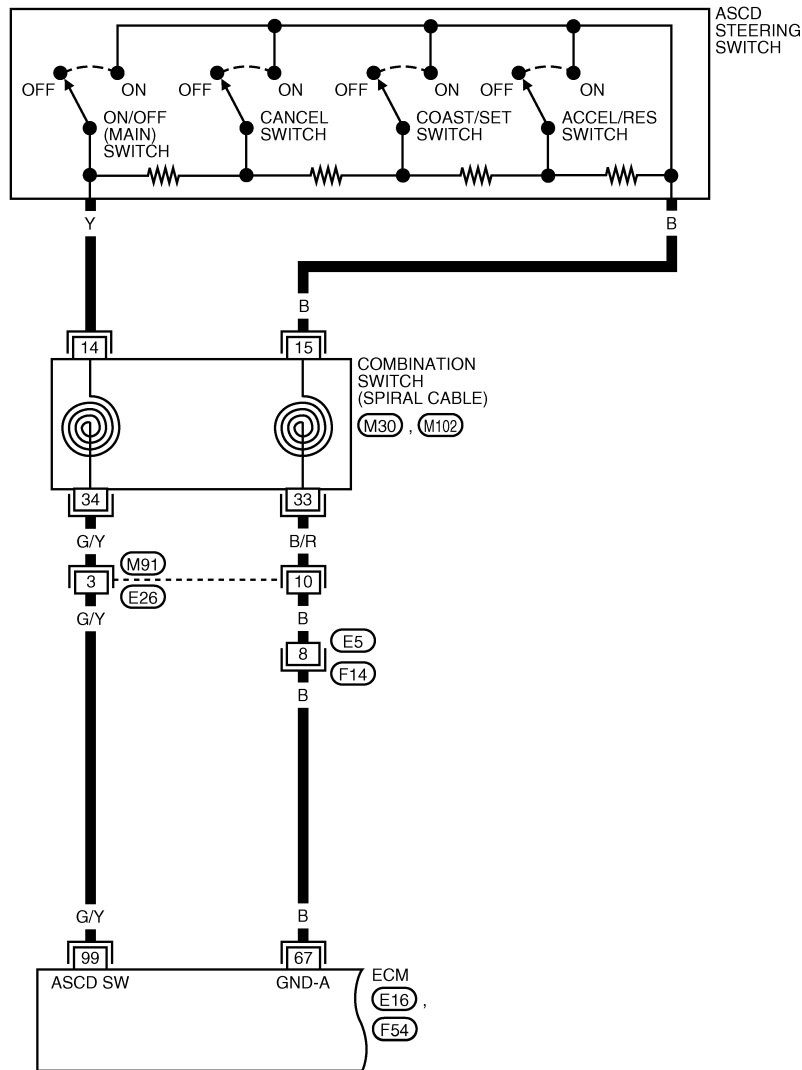 ASCD
STEERING
SWITCH
OFF ON
OFF ON
OFF ON
OFF ON
ON/OFF
(MAIN)
SWITCH
CANCEL
SWITCH
COAST/SET
SWITCH
ACCEL/RES
SWITCH
Y
B
B
14
15
COMBINATION
SWITCH
(SPIRAL CABLE)
M30 , M102
34
33
G/Y
B/R
M91
3
10
E26
G/Y
B
E5
8
F14
B
G/Y
B
99
67
ASCD SW
GND-A
ECM
E16 ,
F54